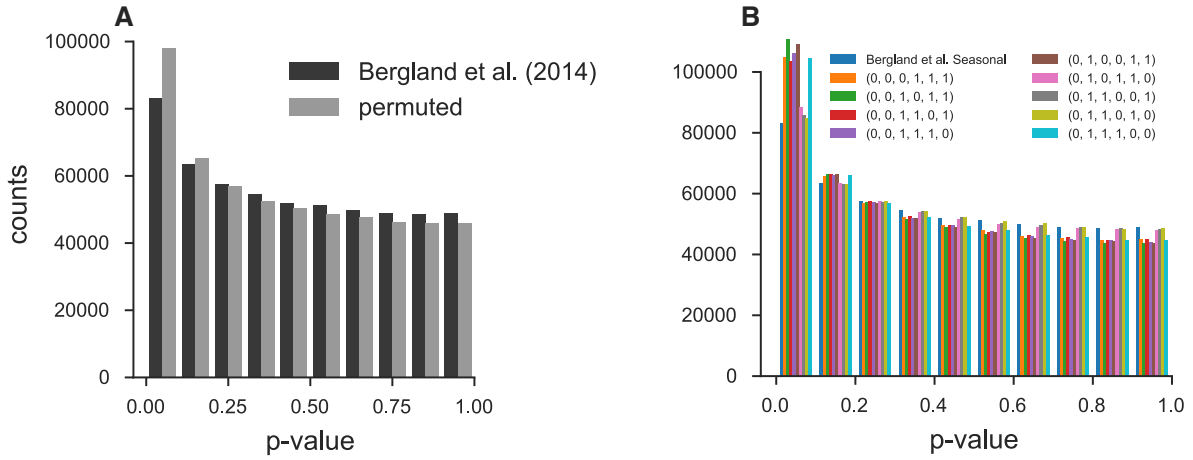 A
100000
80000
60000
40000
20000
0
counts
0.00 0.25 0.50 0.75 1.00
p-value
Bergland et al. (2014)
permuted
B
100000
80000
60000
40000
20000
0
0.0 0.2 0.4 0.6 0.8 1.0
p-value
Bergland et al. Seasonal
(0, 0, 0, 1, 1, 1)
(0, 0, 1, 0, 1, 1)
(0, 0, 1, 1, 0, 1)
(0, 0, 1, 1, 1, 0)
(0, 1, 0, 0, 1, 1)
(0, 1, 0, 1, 1, 0)
(0, 1, 1, 0, 0, 1)
(0, 1, 1, 0, 1, 0)
(0, 1, 1, 1, 0, 0)